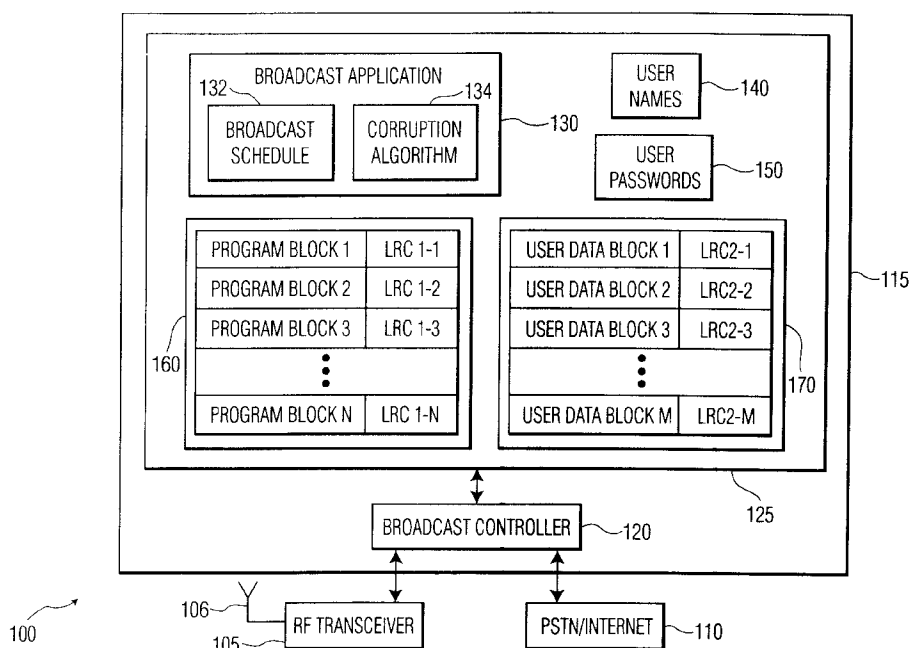 BROADCAST APPLICATION
132
134
BROADCAST
SCHEDULE
CORRUPTION
ALGORITHM
130
USER
NAMES
140
USER
PASSWORDS
150
115
PROGRAM BLOCK 1 LRC 1-1
PROGRAM BLOCK 2 LRC 1-2
PROGRAM BLOCK 3 LRC 1-3
PROGRAM BLOCK N LRC 1-N
160
USER DATA BLOCK 1 LRC2-1
USER DATA BLOCK 2 LRC2-2
USER DATA BLOCK 3 LRC2-3
USER DATA BLOCK M LRC2-M
170
125
BROADCAST CONTROLLER
120
106
RF TRANSCEIVER
105
PSTN/INTERNET
110
100